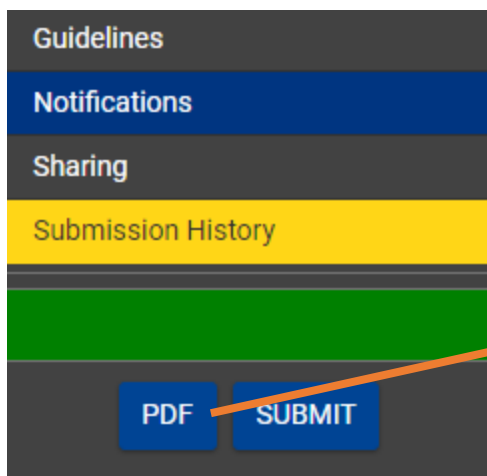 Guidelines
Notifications
Sharing
Submission History
PDF SUBMIT